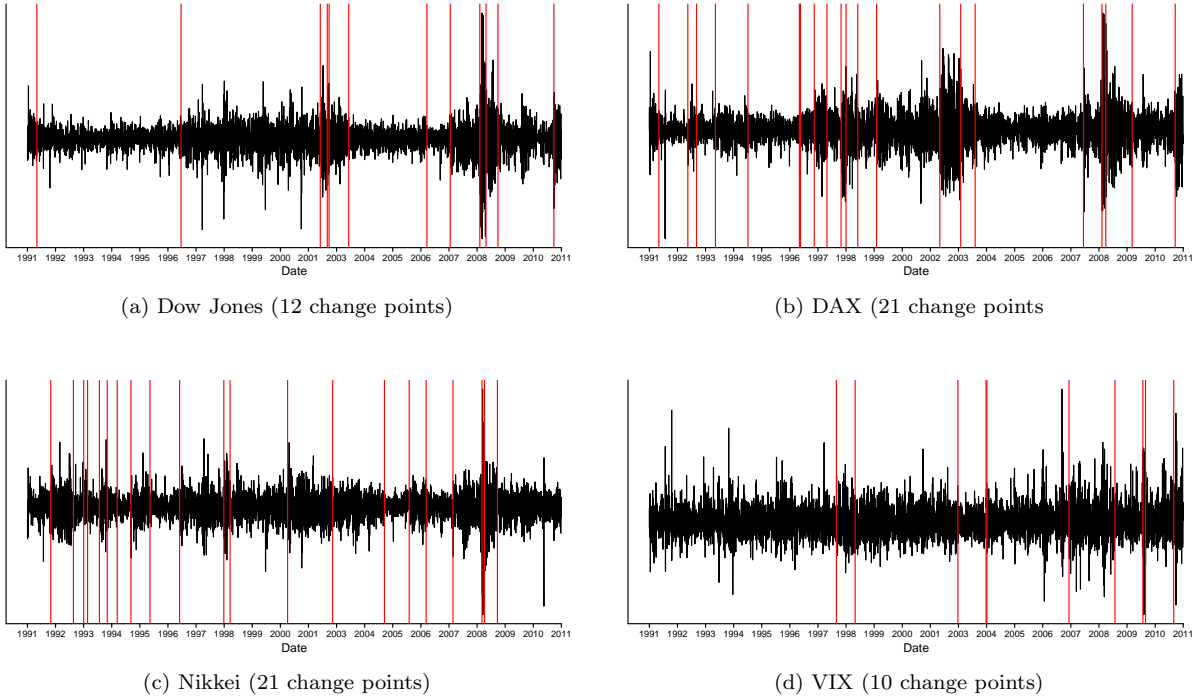 1991 1992 1993 1994 1995 1996 1997 1998 1999 2000 2001 2003 2004 2005 2006 2007 2008 2009 2010 2011
Date
(a) Dow Jones (12 change points)
1991 1992 1993 1994 1995 1996 1997 1998 1999 2000 2001 2003 2004 2005 2006 2007 2008 2009 2010 2011
Date
(b) DAX (21 change points
1991 1992 1993 1994 1995 1996 1997 1998 1999 2000 2001 2003 2004 2005 2006 2007 2008 2009 2010 2011
Date
(c) Nikkei (21 change points)
1991 1992 1993 1994 1995 1996 1997 1998 1999 2000 2001 2003 2004 2005 2006 2007 2008 2009 2010 2011
Date
(d) VIX (10 change points)